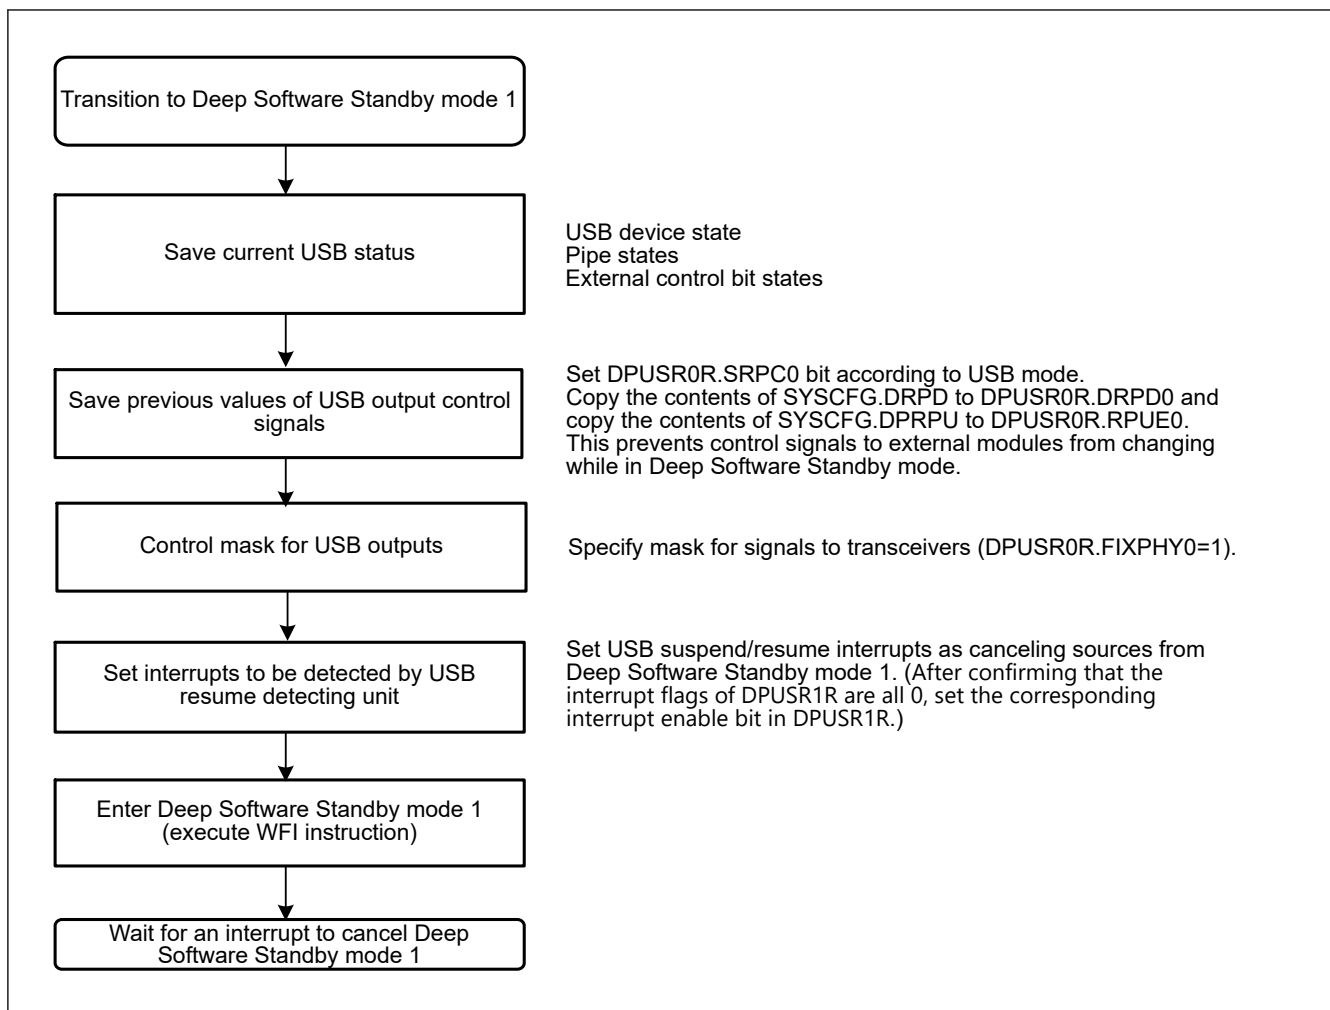 Transition to Deep Software Standby mode 1
Save current USB status
USB device state
Pipe states
External control bit states
Save previous values of USB output control
signals
Set DPUSR0R.SRPC0 bit according to USB mode.
Copy the contents of SYSCFG.DRPD to DPUSR0R.DRPD0 and
copy the contents of SYSCFG.DPRPU to DPUSR0R.RPUE0.
This prevents control signals to external modules from changing
while in Deep Software Standby mode.
Control mask for USB outputs
Specify mask for signals to transceivers (DPUSR0R.FIXPHY0=1).
Set interrupts to be detected by USB
resume detecting unit
Set USB suspend/resume interrupts as canceling sources from
Deep Software Standby mode 1. (After confirming that the
interrupt flags of DPUSR1R are all 0, set the corresponding
interrupt enable bit in DPUSR1R.)
Enter Deep Software Standby mode 1
(execute WFI instruction)
Wait for an interrupt to cancel Deep
Software Standby mode 1